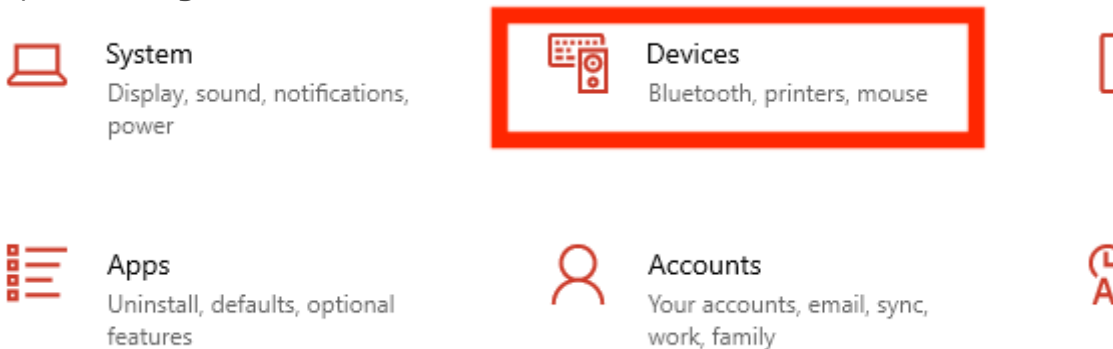 System
Display, sound, notifications,
power
Devices
Bluetooth, printers, mouse
Apps
Uninstall, defaults, optional
features
Accounts
Your accounts, email, sync,
work, family